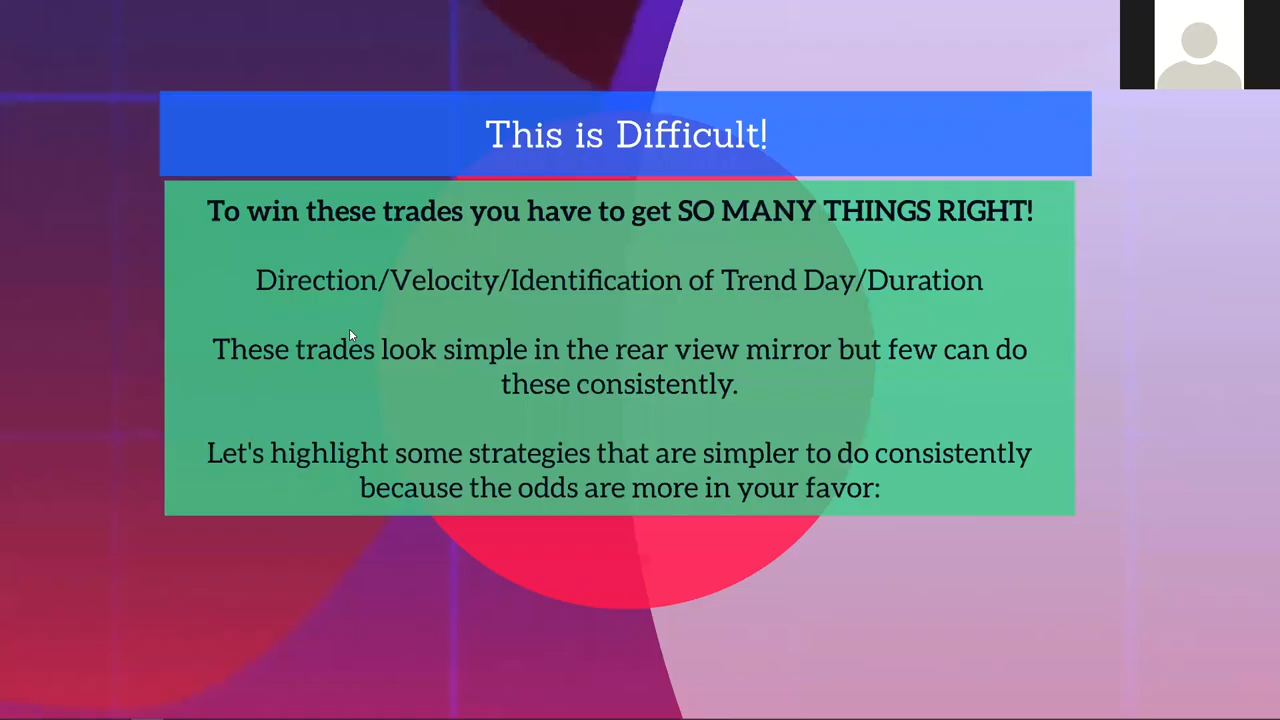 This is Difficult!
To win these trades you have to get SO MANY THINGS RIGHT!
Direction/Velocity/Identification of Trend Day/Duration
These trades look simple in the rear view mirror but few can do
these consistently.
Let's highlight some strategies that are simpler to do consistently
because the odds are more in your favor: